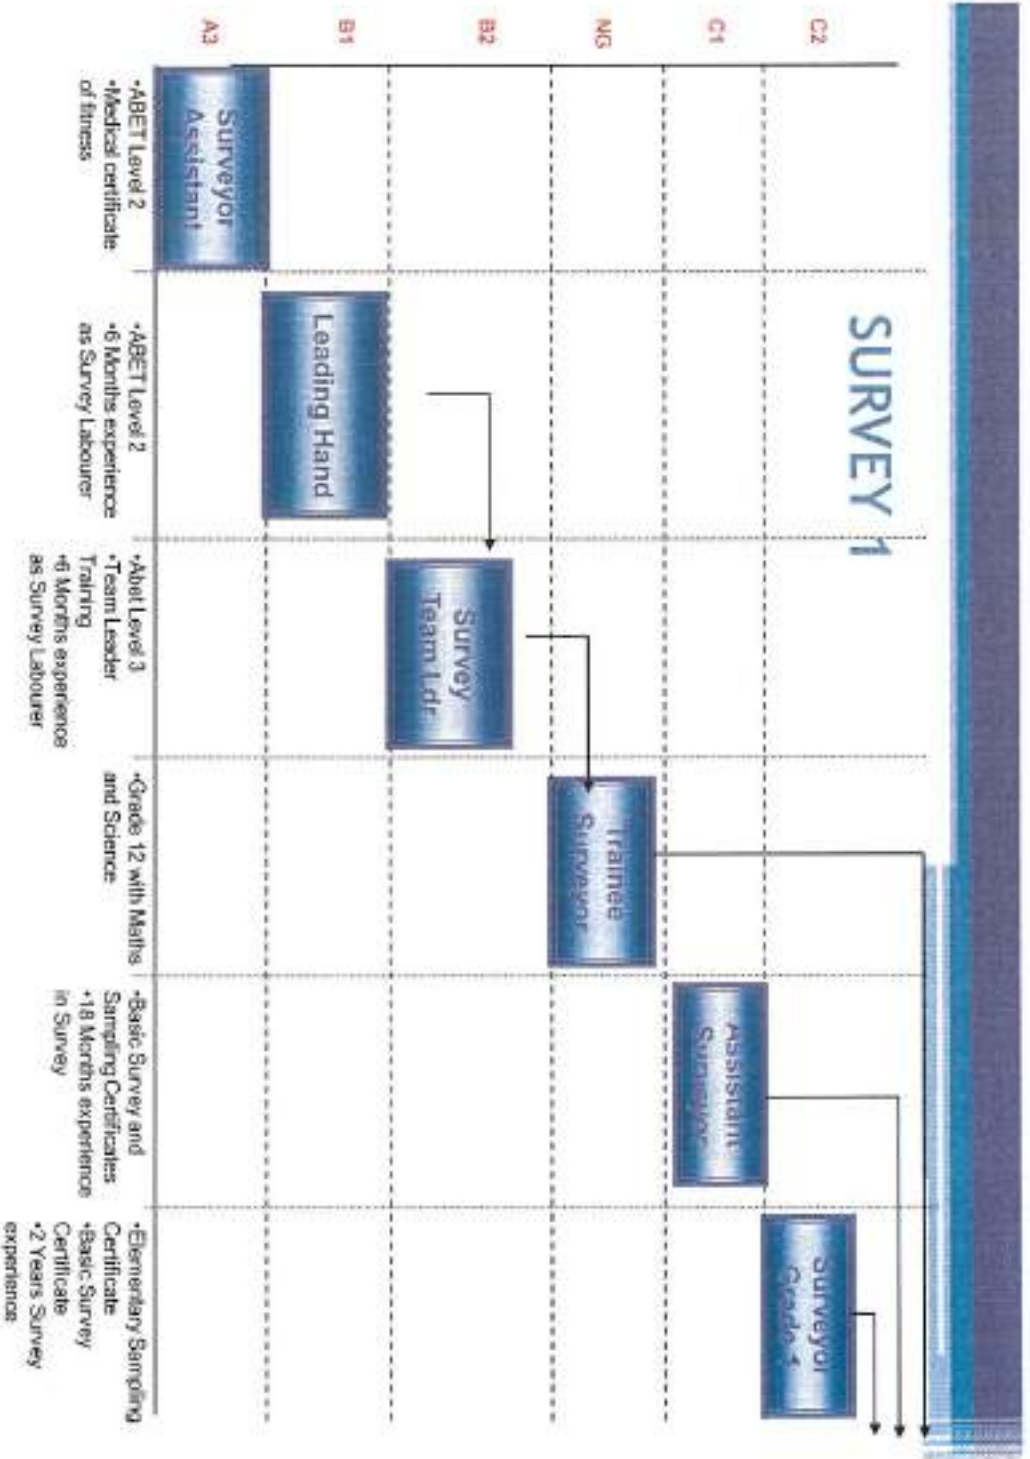 SURVEY 1
C2
C1
NG
B2
B1
A3
Surveyor
Assistant
Leading Hand
Survey
Team Ldr
Trainee
Surveyor
Assistant
Surveyor
Surveyor
Grade 4
•ABET Level 2
•Medical certificate
of fitness
•ABET Level 2
•6 Months experience
as Survey Labourer
•Abet Level 3
•Team Leader
Training
•6 Months experience
as Survey Labourer
•Grade 12 with Maths
and Science
•Basic Survey and
Sampling Certificates
•18 Months experience
in Survey
•Elementary Sampling
Certificate
•Basic Survey
Certificate
•2 Years Survey
experience